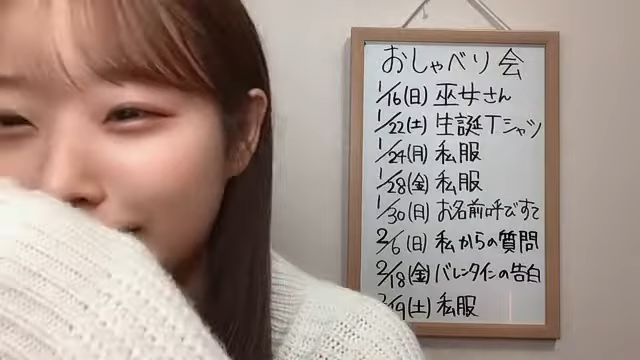 おしゃべり会
1/16(日) 巫女さん
1/22(土) 生誕Tシャツ
1/24(月) 私服
1/28(金) 私服
1/30(日) お名前呼びすて
2/6(日) 私からの質問
2/18(金) バレンタインの告白
2/19(土) 私服